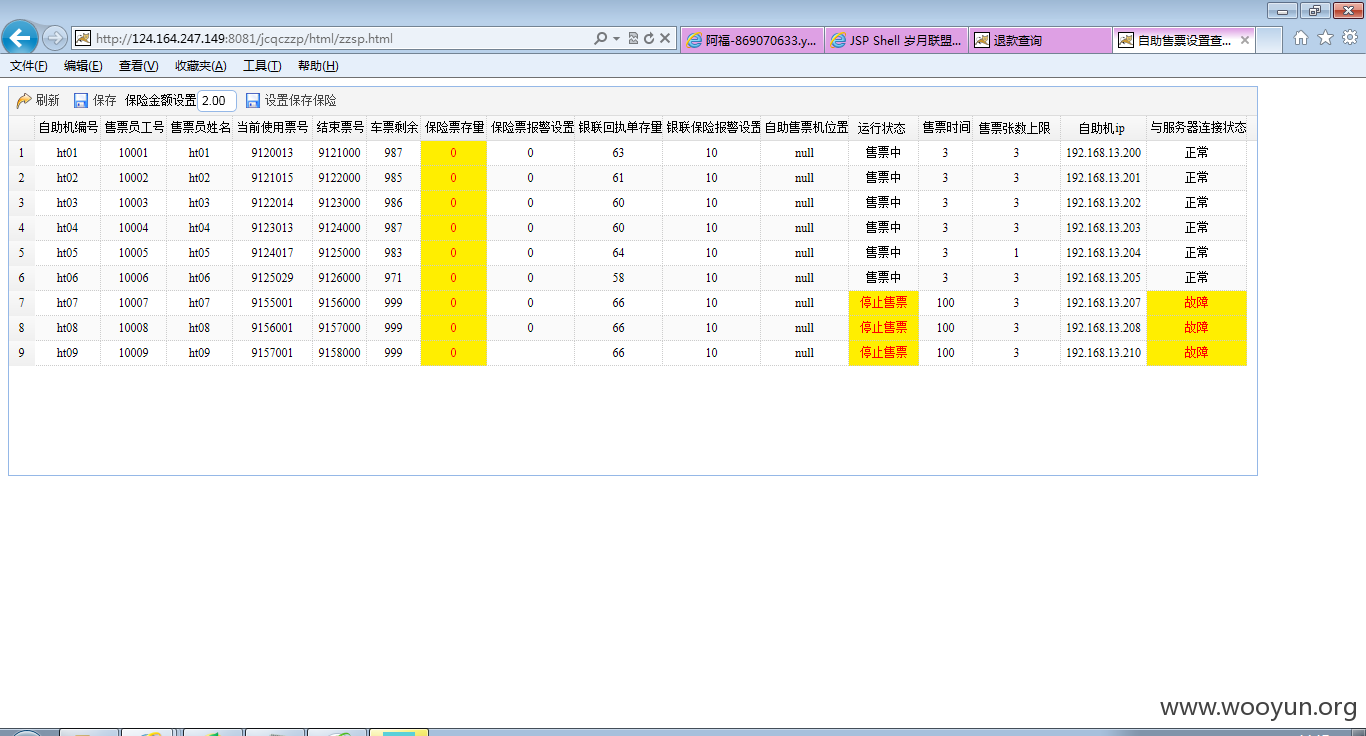 http://124.164.247.149:8081/jcqczzp/html/zzsp.html
阿福-869070633.y...
JSP Shell 岁月联盟...
退款查询
自助售票设置查...
文件(F) 编辑(E) 查看(V) 收藏夹(A) 工具(T) 帮助(H)
刷新 保存 保险金额设置 2.00 设置保存保险
自助机编号 售票员工号 售票员姓名 当前使用票号 结束票号 车票剩余 保险票存量 保险票报警设置 银联回执单存量 银联保险报警设置 自助售票机位置 运行状态 售票时间 售票张数上限 自助机ip 与服务器连接状态
1 ht01 10001 ht01 9120013 9121000 987 0 0 63 10 null 售票中 3 3 192.168.13.200 正常
2 ht02 10002 ht02 9121015 9122000 985 0 0 61 10 null 售票中 3 3 192.168.13.201 正常
3 ht03 10003 ht03 9122014 9123000 986 0 0 60 10 null 售票中 3 3 192.168.13.202 正常
4 ht04 10004 ht04 9123013 9124000 987 0 0 60 10 null 售票中 3 3 192.168.13.203 正常
5 ht05 10005 ht05 9124017 9125000 983 0 0 64 10 null 售票中 3 1 192.168.13.204 正常
6 ht06 10006 ht06 9125029 9126000 971 0 0 58 10 null 售票中 3 3 192.168.13.205 正常
7 ht07 10007 ht07 9155001 9156000 999 0 0 66 10 null 停止售票 100 3 192.168.13.207 故障
8 ht08 10008 ht08 9156001 9157000 999 0 0 66 10 null 停止售票 100 3 192.168.13.208 故障
9 ht09 10009 ht09 9157001 9158000 999 0 66 10 null 停止售票 100 3 192.168.13.210 故障
www.wooyun.org